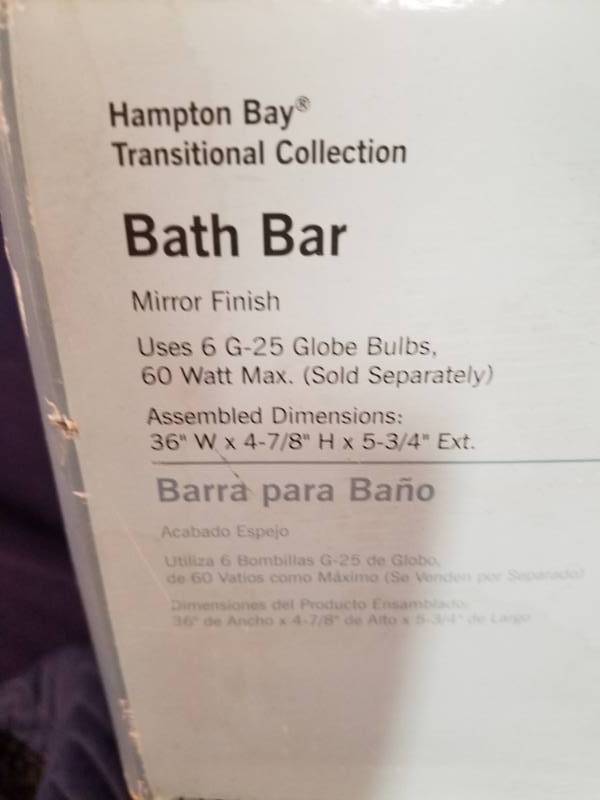 Hampton Bay®
Transitional Collection
Bath Bar
Mirror Finish
Uses 6 G-25 Globe Bulbs,
60 Watt Max. (Sold Separately)
Assembled Dimensions:
36" W x 4-7/8" H x 5-3/4" Ext.
Barra para Baño
Acabado Espejo
Utiliza 6 Bombillas G-25 de Globo,
de 60 Vatios como Máximo (Se Venden por Separado)
Dimensiones del Producto Ensamblado:
36" de Ancho x 4-7/8" de Alto x 5-3/4" de Largo